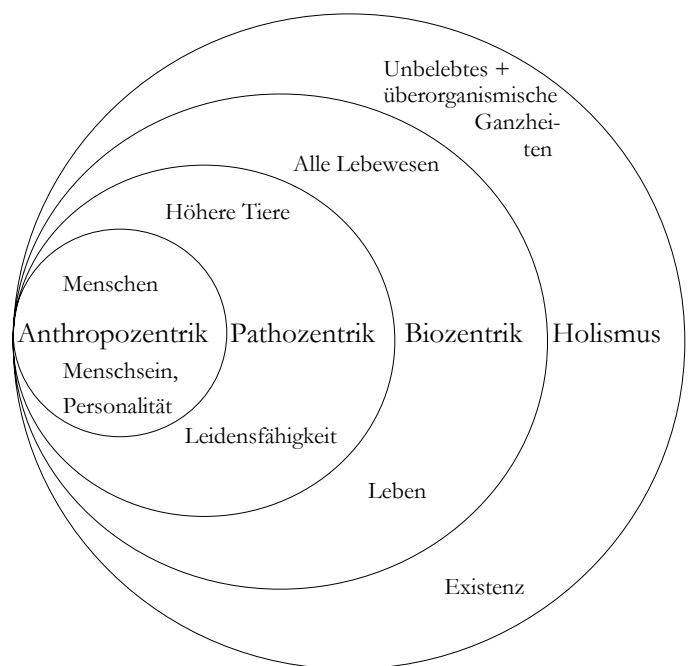 Unbelebtes +
überorganismische
Ganzhei-
ten
Alle Lebewesen
Höhere Tiere
Menschen
Anthropozentrik Pathozentrik Biozentrik Holismus
Menschsein,
Personalität
Leidensfähigkeit
Leben
Existenz